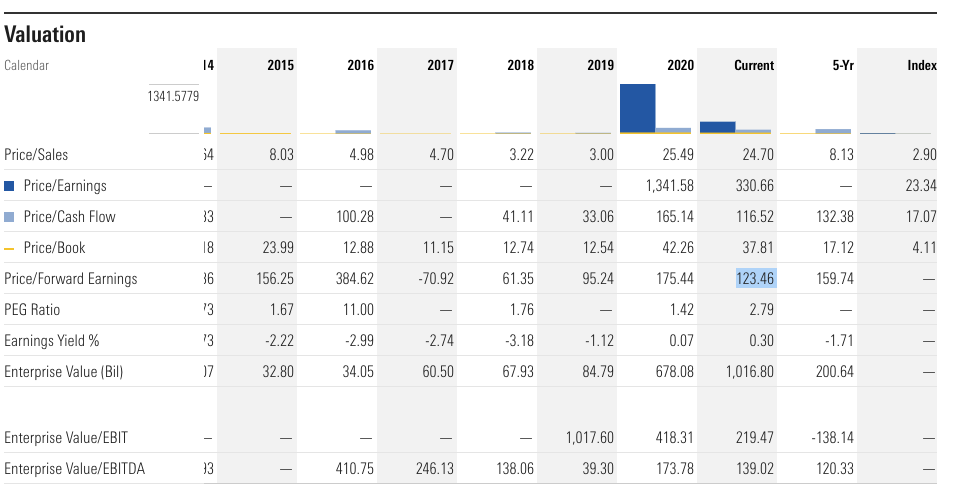 Valuation
Calendar 14 2015 2016 2017 2018 2019 2020 Current 5-Yr Index
1341.5779
Price/Sales 8.03 4.98 4.70 3.22 3.00 25.49 24.70 8.13 2.90
Price/Earnings — — — — — — 1,341.58 330.66 — 23.34
Price/Cash Flow — 100.28 — 41.11 33.06 165.14 116.52 132.38 17.07
Price/Book 23.99 12.88 11.15 12.74 12.54 42.26 37.81 17.12 4.11
Price/Forward Earnings 156.25 384.62 -70.92 61.35 95.24 175.44 123.46 159.74 —
PEG Ratio 1.67 11.00 — 1.76 — 1.42 2.79 — —
Earnings Yield % -2.22 -2.99 -2.74 -3.18 -1.12 0.07 0.30 -1.71 —
Enterprise Value (Bil) 32.80 34.05 60.50 67.93 84.79 678.08 1,016.80 200.64 —
Enterprise Value/EBIT — — — — — 1,017.60 418.31 219.47 -138.14 —
Enterprise Value/EBITDA — 410.75 246.13 138.06 39.30 173.78 139.02 120.33 —